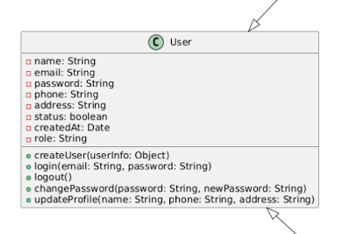 C User
name: String
email: String
password: String
phone: String
address: String
status: boolean
createdAt: Date
role: String
createUser(userInfo: Object)
login(email: String, password: String)
logout()
changePassword(password: String, newPassword: String)
updateProfile(name: String, phone: String, address: String)